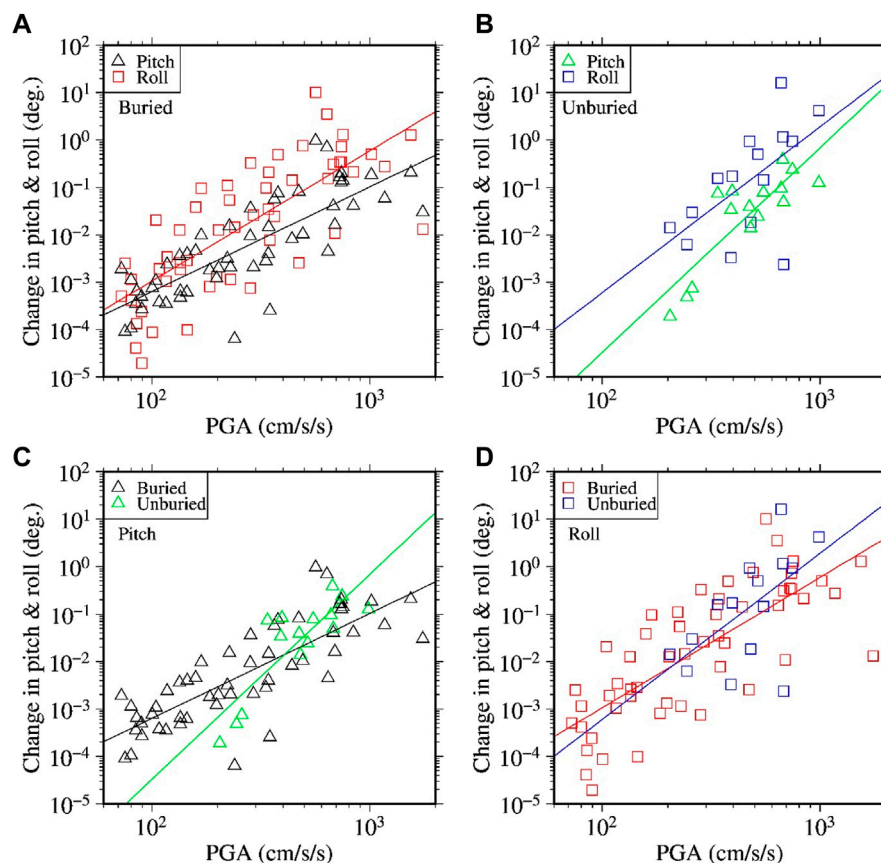 A
Change in pitch & roll (deg.)
10²
10¹
10⁰
10⁻¹
10⁻²
10⁻³
10⁻⁴
10⁻⁵
Pitch
Roll
Buried
10²
10³
PGA (cm/s/s)
B
Change in pitch & roll (deg.)
10²
10¹
10⁰
10⁻¹
10⁻²
10⁻³
10⁻⁴
10⁻⁵
Pitch
Roll
Unburied
10²
10³
PGA (cm/s/s)
C
Change in pitch & roll (deg.)
10²
10¹
10⁰
10⁻¹
10⁻²
10⁻³
10⁻⁴
10⁻⁵
Buried
Unburied
Pitch
10²
10³
PGA (cm/s/s)
D
Change in pitch & roll (deg.)
10²
10¹
10⁰
10⁻¹
10⁻²
10⁻³
10⁻⁴
10⁻⁵
Buried
Unburied
Roll
10²
10³
PGA (cm/s/s)